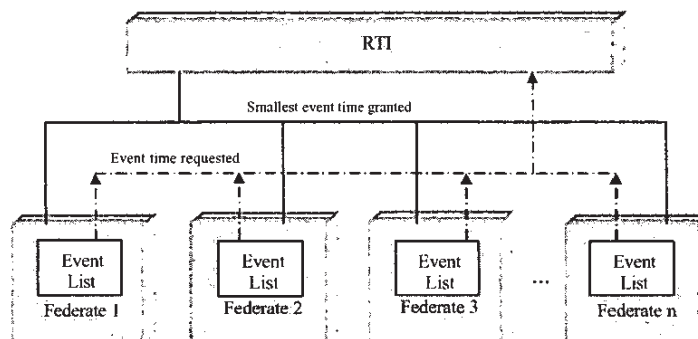 RTI
Smallest event time granted
Event time requested
Event
List
Federate 1
Event
List
Federate 2
Event
List
Federate 3
...
Event
List
Federate n